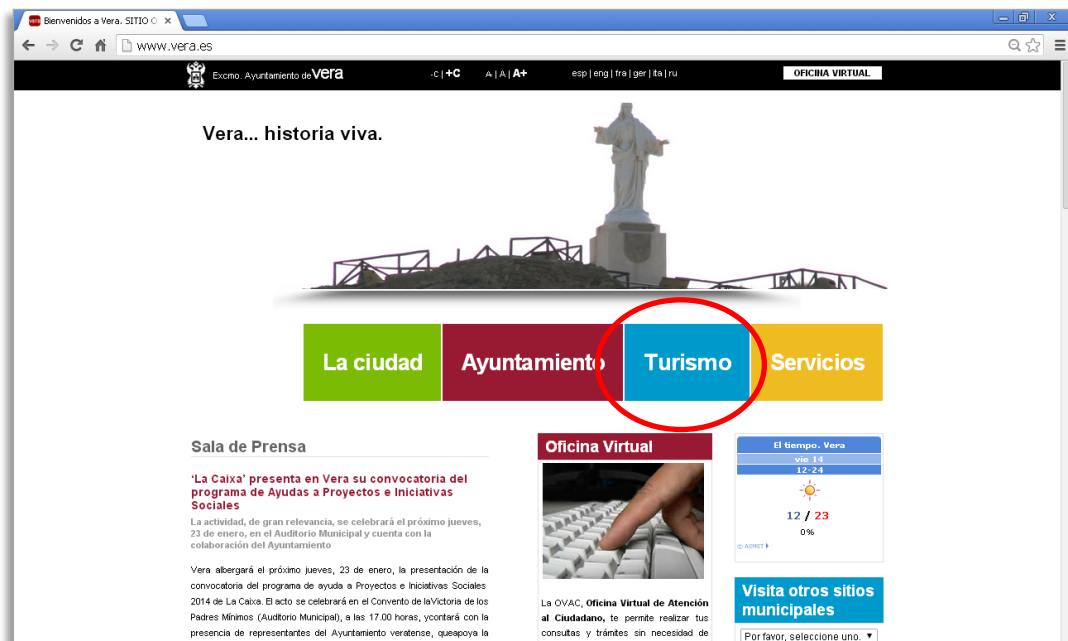 Bienvenidos a Vera. SITIO O
www.vera.es
Excmo. Ayuntamiento de vera
-C | +C
A | A | A+
esp | eng | fra | ger | ita | ru
OFICINA VIRTUAL
Vera... historia viva.
La ciudad
Ayuntamiento
Turismo
Servicios
Sala de Prensa
'La Caixa' presenta en Vera su convocatoria del
programa de Ayudas a Proyectos e Iniciativas
Sociales
La actividad, de gran relevancia, se celebrará el próximo jueves,
23 de enero, en el Auditorio Municipal y cuenta con la
colaboración del Ayuntamiento
Vera albergará el próximo jueves, 23 de enero, la presentación de la
convocatoria del programa de ayuda a Proyectos e Iniciativas Sociales
2014 de La Caixa. El acto se celebrará en el Convento de laVictoria de los
Padres Mínimos (Auditorio Municipal), a las 17.00 horas, ycontará con la
presencia de representantes del Ayuntamiento veratense, queapoya la
Oficina Virtual
La OVAC, Oficina Virtual de Atención
al Ciudadano, te permite realizar tus
consultas y trámites sin necesidad de
El tiempo. Vera
vie 14
12-24
12 / 23
0%
© AEMET
Visita otros sitios
municipales
Por favor, seleccione uno.